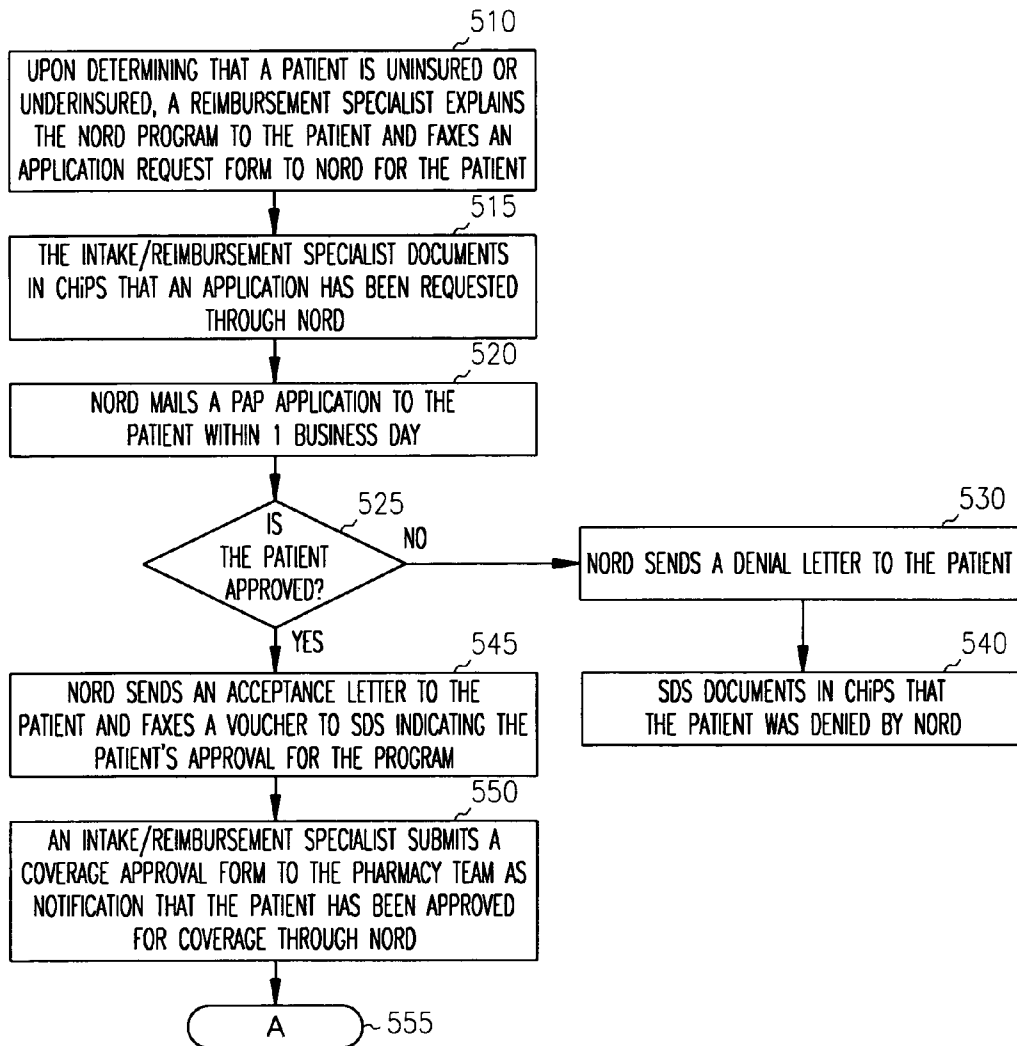 510
UPON DETERMINING THAT A PATIENT IS UNINSURED OR
UNDERINSURED, A REIMBURSEMENT SPECIALIST EXPLAINS
THE NORD PROGRAM TO THE PATIENT AND FAXES AN
APPLICATION REQUEST FORM TO NORD FOR THE PATIENT
515
THE INTAKE/REIMBURSEMENT SPECIALIST DOCUMENTS
IN CHiPS THAT AN APPLICATION HAS BEEN REQUESTED
THROUGH NORD
520
NORD MAILS A PAP APPLICATION TO THE
PATIENT WITHIN 1 BUSINESS DAY
525
IS
THE PATIENT
APPROVED?
NO
530
NORD SENDS A DENIAL LETTER TO THE PATIENT
540
SDS DOCUMENTS IN CHiPS THAT
THE PATIENT WAS DENIED BY NORD
YES
545
NORD SENDS AN ACCEPTANCE LETTER TO THE
PATIENT AND FAXES A VOUCHER TO SDS INDICATING THE
PATIENT'S APPROVAL FOR THE PROGRAM
550
AN INTAKE/REIMBURSEMENT SPECIALIST SUBMITS A
COVERAGE APPROVAL FORM TO THE PHARMACY TEAM AS
NOTIFICATION THAT THE PATIENT HAS BEEN APPROVED
FOR COVERAGE THROUGH NORD
A
555